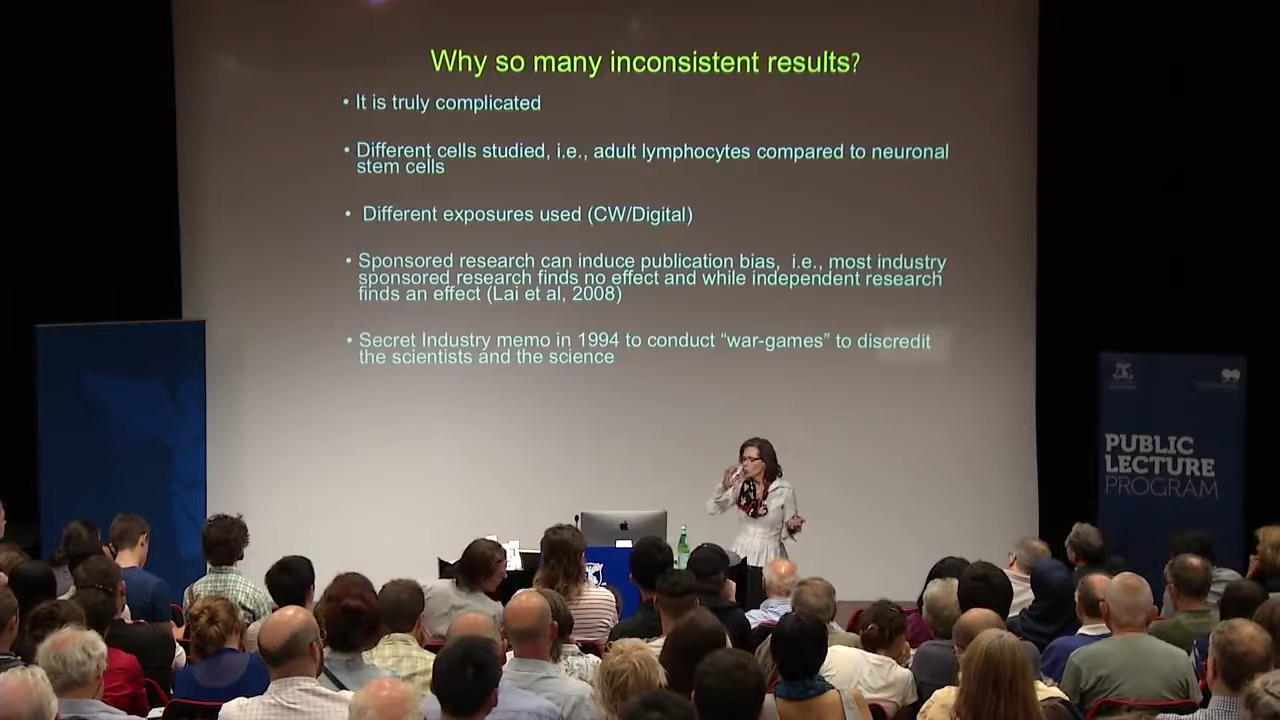 Why so many inconsistent results?
• It is truly complicated
• Different cells studied, i.e., adult lymphocytes compared to neuronal
stem cells
• Different exposures used (CW/Digital)
• Sponsored research can induce publication bias, i.e., most industry
sponsored research finds no effect and while independent research
finds an effect (Lai et al, 2008)
• Secret Industry memo in 1994 to conduct “war-games” to discredit
the scientists and the science
PUBLIC
LECTURE
PROGRAM